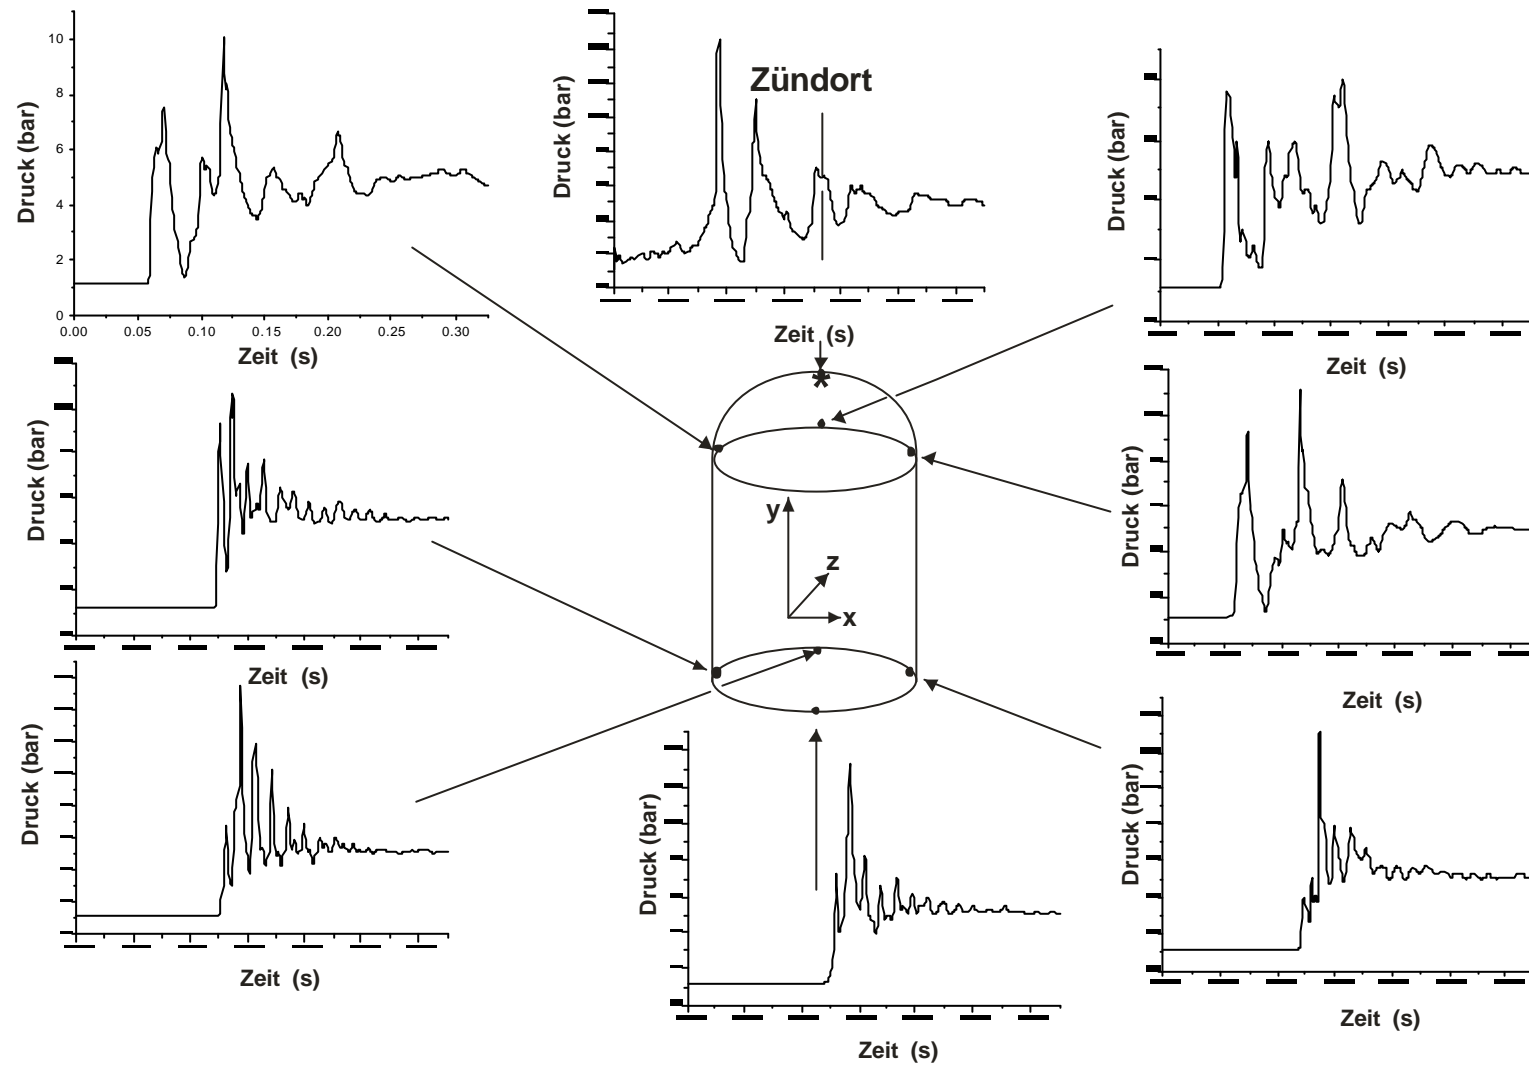 10
8
6
4
2
0
Druck (bar)
0.00 0.05 0.10 0.15 0.20 0.25 0.30
Zeit (s)
Druck (bar)
Zündort
Zeit (s)
Druck (bar)
Zeit (s)
Druck (bar)
Zeit (s)
*
y
z
x
Druck (bar)
Zeit (s)
Druck (bar)
Zeit (s)
Druck (bar)
Zeit (s)
Druck (bar)
Zeit (s)